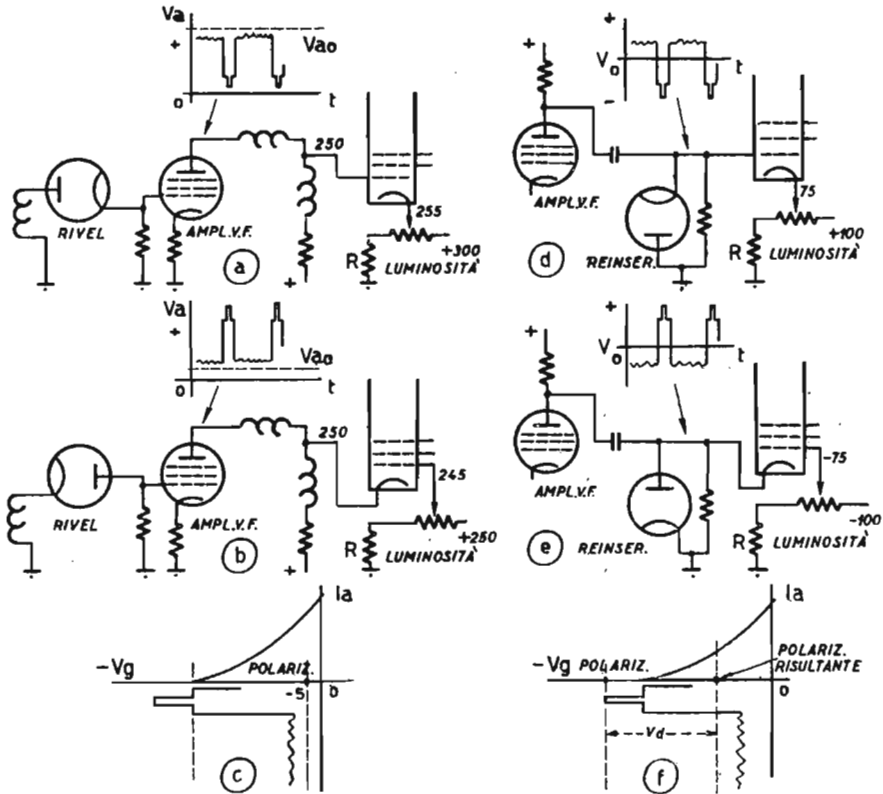 Va
+
Vao
o
t
250
RIVEL
AMPL.V.F.
255
+300
R
LUMINOSITÀ
a
+
Va
+
Vao
o
t
250
RIVEL
AMPL.V.F.
245
+250
R
LUMINOSITÀ
b
+
Ia
-Vg
POLARIZ.
-5
o
c
+
+
Vo
t
-
AMPL.V.F.
75
+100
R
LUMINOSITÀ
d
REINSER.
+
+
Vo
t
AMPL.V.F.
-75
-100
R
LUMINOSITÀ
e
REINSER.
Ia
-Vg
POLARIZ.
POLARIZ.
RISULTANTE
o
Vd
f